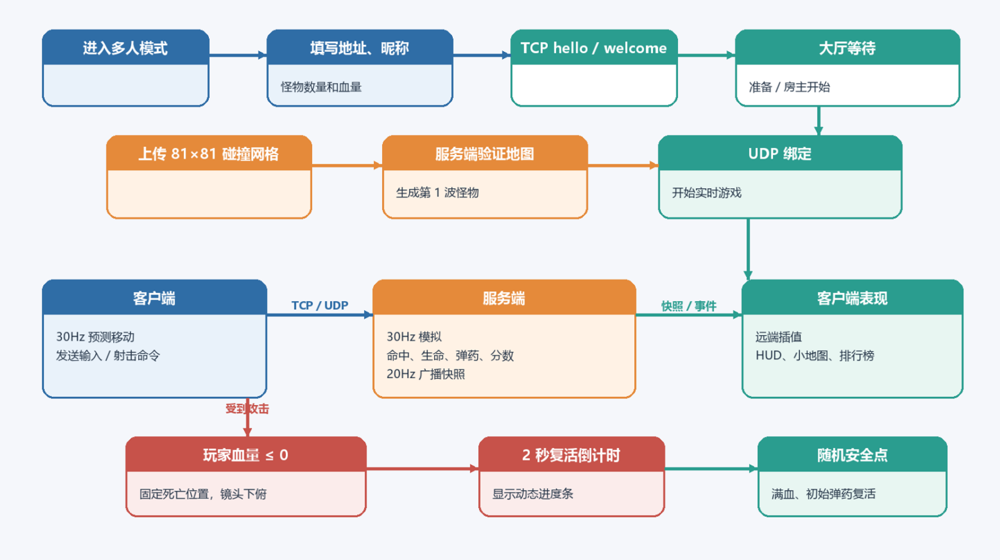 进入多人模式
填写地址、昵称
怪物数量和血量
TCP hello / welcome
大厅等待
准备 / 房主开始
上传 81×81 碰撞网格
服务端验证地图
生成第 1 波怪物
UDP 绑定
开始实时游戏
客户端
30Hz 预测移动
发送输入 / 射击命令
TCP / UDP
服务端
30Hz 模拟
命中、生命、弹药、分数
20Hz 广播快照
快照 / 事件
客户端表现
远端插值
HUD、小地图、排行榜
受到攻击
玩家血量 ≤ 0
固定死亡位置，镜头下俯
2 秒复活倒计时
显示动态进度条
随机安全点
满血、初始弹药复活